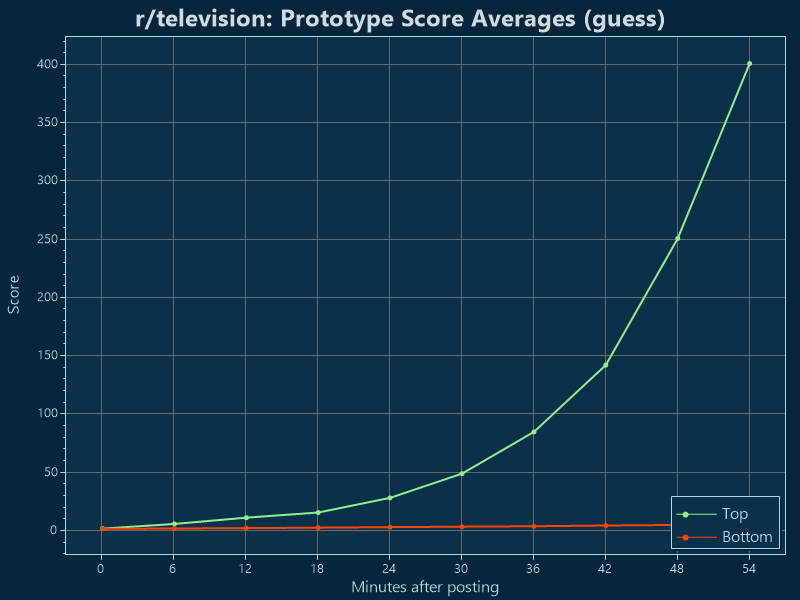 r/television: Prototype Score Averages (guess)
400
350
300
250
200
150
100
50
0
Score
0 6 12 18 24 30 36 42 48 54
Minutes after posting
Top
Bottom